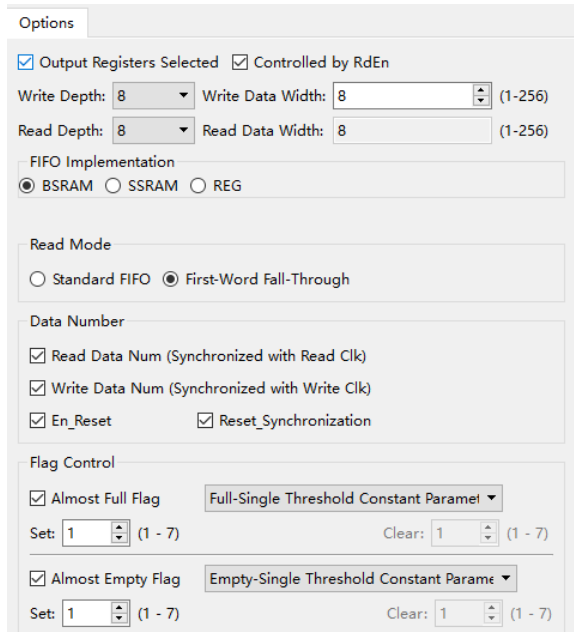 Options
Output Registers Selected Controlled by RdEn
Write Depth: 8 Write Data Width: 8 (1-256)
Read Depth: 8 Read Data Width: 8 (1-256)
FIFO Implementation
BSRAM SSRAM REG
Read Mode
Standard FIFO First-Word Fall-Through
Data Number
Read Data Num (Synchronized with Read Clk)
Write Data Num (Synchronized with Write Clk)
En_Reset Reset_Synchronization
Flag Control
Almost Full Flag Full-Single Threshold Constant Paramet
Set: 1 (1 - 7) Clear: 1 (1 - 7)
Almost Empty Flag Empty-Single Threshold Constant Parame
Set: 1 (1 - 7) Clear: 1 (1 - 7)